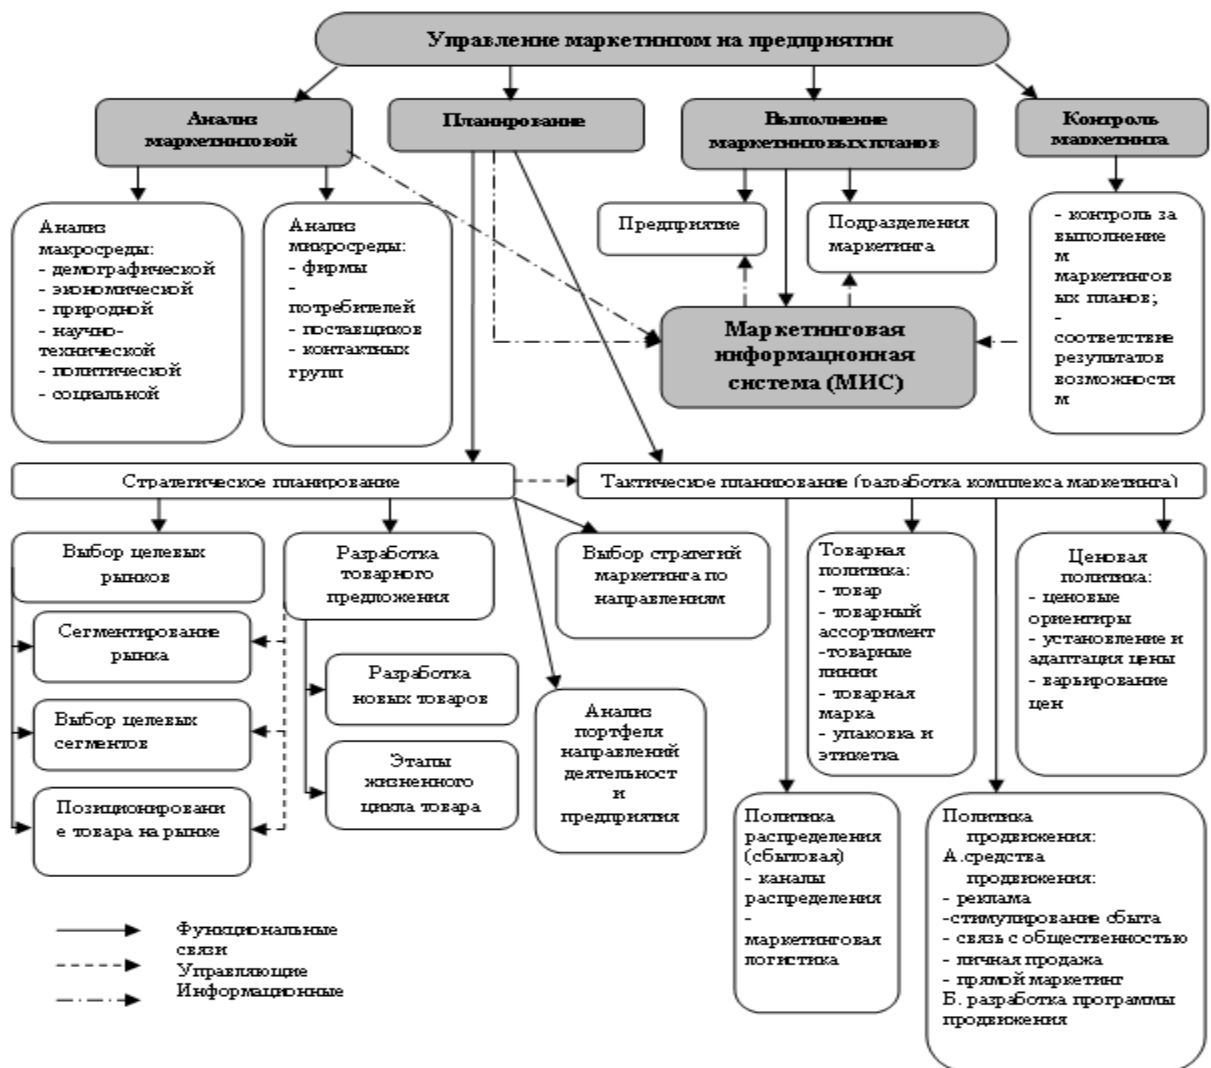 Управление маркетингом на предприятии
Анализ
маркетинговой
Планирование
Выполнение
маркетинговых планов
Контроль
маркетинга
Анализ
макросреды:
- демографической
- экономической
- природной
- научно-
технической
- политической
- социальной
Анализ
микросреды:
- фирмы
-
потребителей
- поставщиков
- контактных
групп
Предприятие
Подразделения
маркетинга
- контроль за
выполнение
м
маркетингов
ых планов;
-
соответствие
результатов
возможностя
м
Маркетинговая
информационная
система (МИС)
Стратегическое планирование
Тактическое планирование (разработка комплекса маркетинга)
Выбор целевых
рынков
Разработка
товарного
предложения
Выбор стратегий
маркетинга по
направлениям
Товарная
политика:
- товар
- товарный
ассортимент
-товарные
линии
- товарная
марка
- упаковка и
этикетка
Ценовая
политика:
- ценовые
ориентиры
- установление и
адаптация цены
- варьирование
цен
Сегментирование
рынка
Выбор целевых
сегментов
Позиционировани
е товара на рынке
Разработка
новых товаров
Этапы
жизненного
цикла товара
Анализ
портфеля
направлений
деятельност
и
предприятия
Политика
распределения
(сбытовая)
- каналы
распределения
-
маркетинговая
логистика
Политика
продвижения:
А.средства
продвижения:
- реклама
-стимулирование сбыта
- связь с общественностью
- личная продажа
- прямой маркетинг
Б. разработка программы
продвижения
Функциональные
связи
Управляющие
Информационные